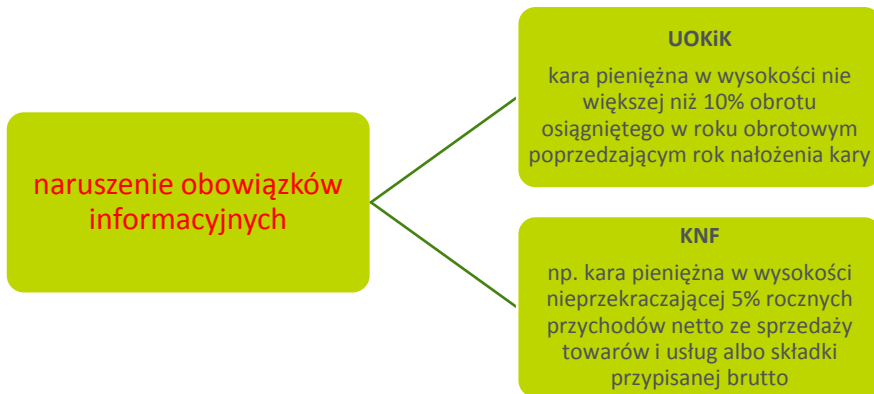 naruszenie obowiązków
informacyjnych
UOKiK
kara pieniężna w wysokości nie
większej niż 10% obrotu
osiągniętego w roku obrotowym
poprzedzającym rok nałożenia kary
KNF
np. kara pieniężna w wysokości
nieprzekraczającej 5% rocznych
przychodów netto ze sprzedaży
towarów i usług albo składki
przypisanej brutto